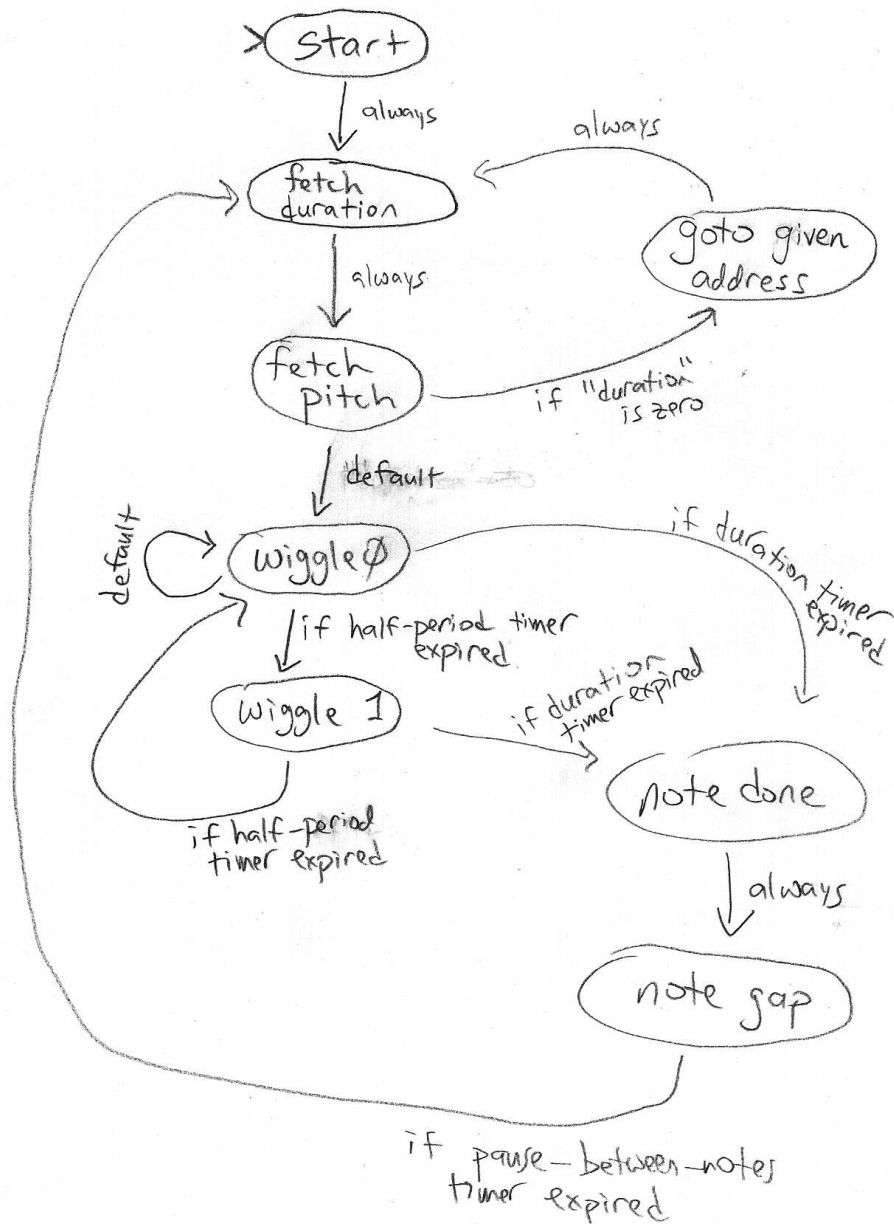 start
always
always
fetch
duration
goto given
address
always
fetch
pitch
if "duration"
is zero
default
default
wiggle 0
if duration timer
expired
if half-period timer
expired
wiggle 1
if duration
timer expired
note done
if half-period
timer expired
always
note gap
if pause-between-notes
timer expired